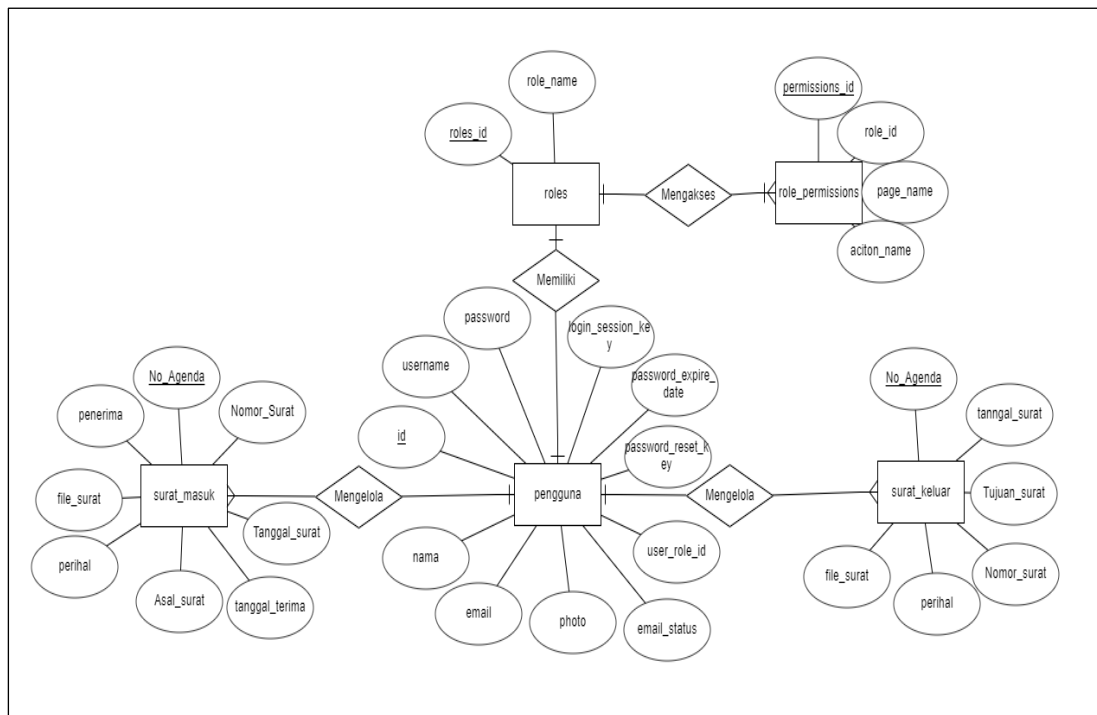 role_name
permissions_id
roles_id
role_id
roles
Mengakses
role_permissions
page_name
aciton_name
Memiliki
password
login_session_ke
y
username
password_expire_
date
No_Agenda
No_Agenda
penerima
Nomor_Surat
tanngal_surat
id
password_reset_k
ey
file_surat
surat_masuk
Mengelola
pengguna
Mengelola
surat_keluar
Tujuan_surat
Tanggal_surat
perihal
nama
user_role_id
file_surat
Nomor_surat
Asal_surat
tanggal_terima
email
photo
email_status
perihal